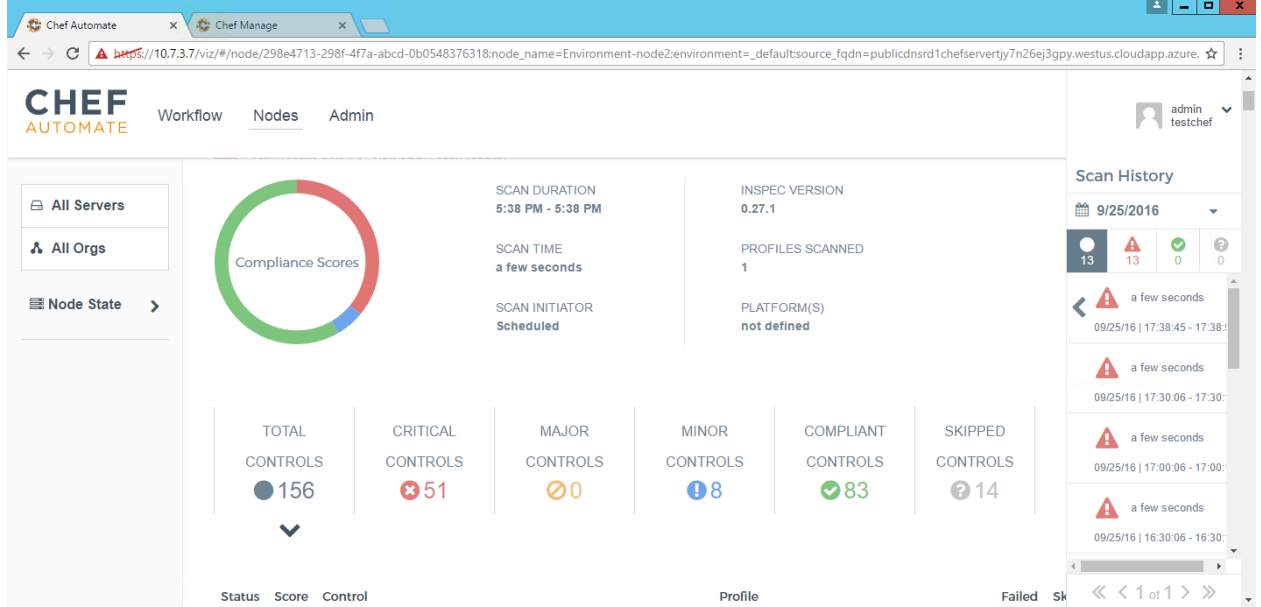 Chef Automate
Chef Manage
https://10.7.3.7/viz/#/node/298e4713-298f-4f7a-abcd-0b0548376318;node_name=Environment-node2;environment=_default;source_fqdn=publicdnsrd1chefservertjy7n26ej3gpy.westus.cloudapp.azure.
CHEF
AUTOMATE
Workflow
Nodes
Admin
admin
testchef
All Servers
All Orgs
Node State
Compliance Scores
SCAN DURATION
5:38 PM - 5:38 PM
SCAN TIME
a few seconds
SCAN INITIATOR
Scheduled
INSPEC VERSION
0.27.1
PROFILES SCANNED
1
PLATFORM(S)
not defined
TOTAL
CONTROLS
156
CRITICAL
CONTROLS
51
MAJOR
CONTROLS
0
MINOR
CONTROLS
8
COMPLIANT
CONTROLS
83
SKIPPED
CONTROLS
14
Status Score Control Profile Failed Sk
Scan History
9/25/2016
13
13
0
0
a few seconds
09/25/16 | 17:38:45 - 17:38:
a few seconds
09/25/16 | 17:30:06 - 17:30:
a few seconds
09/25/16 | 17:00:06 - 17:00:
a few seconds
09/25/16 | 16:30:06 - 16:30:
1 of 1